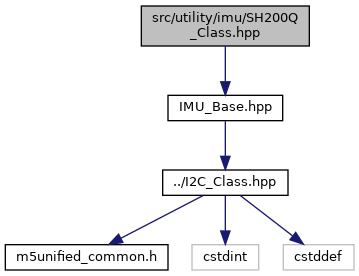 src/utility/imu/SH200Q
_Class.hpp
IMU_Base.hpp
../I2C_Class.hpp
m5unified_common.h
cstdint
cstddef